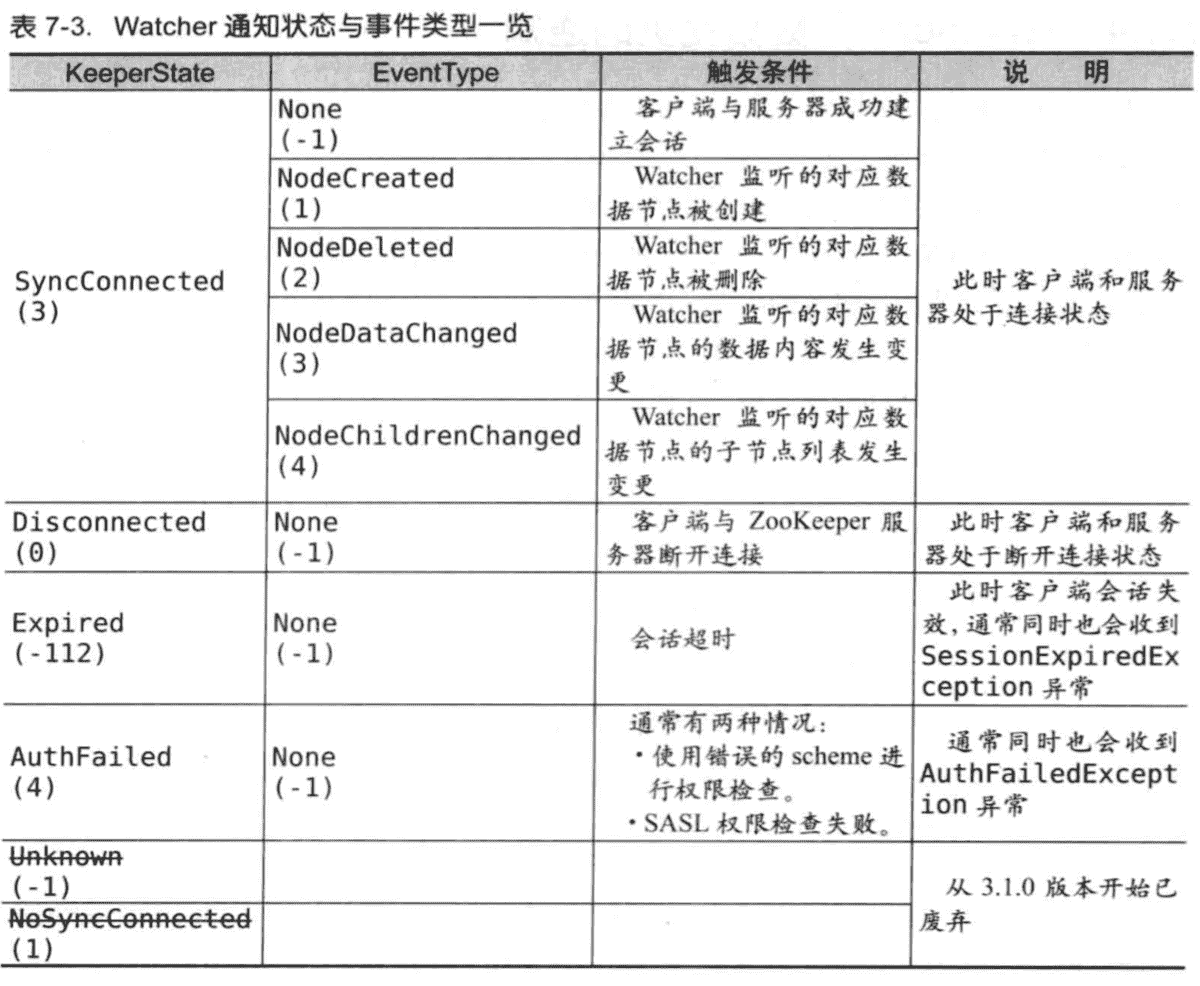 表 7-3. Watcher 通知状态与事件类型一览
KeeperState EventType 触发条件 说 明
SyncConnected
(3)
None
(-1)
客户端与服务器成功建
立会话
NodeCreated
(1)
Watcher 监听的对应数
据节点被创建
NodeDeleted
(2)
Watcher 监听的对应数
据节点被删除
NodeDataChanged
(3)
Watcher 监听的对应数
据节点的数据内容发生变
更
NodeChildrenChanged
(4)
Watcher 监听的对应数
据节点的子节点列表发生
变更
此时客户端和服务
器处于连接状态
Disconnected
(0)
None
(-1)
客户端与 ZooKeeper 服
务器断开连接
此时客户端和服务
器处于断开连接状态
Expired
(-112)
None
(-1)
会话超时
此时客户端会话失
效,通常同时也会收到
SessionExpiredEx
ception 异常
AuthFailed
(4)
None
(-1)
通常有两种情况:
·使用错误的 scheme 进
行权限检查。
·SASL 权限检查失败。
通常同时也会收到
AuthFailedExcept
ion 异常
Unknown
(-1)
NoSyncConnected
(1)
从 3.1.0 版本开始已
废弃